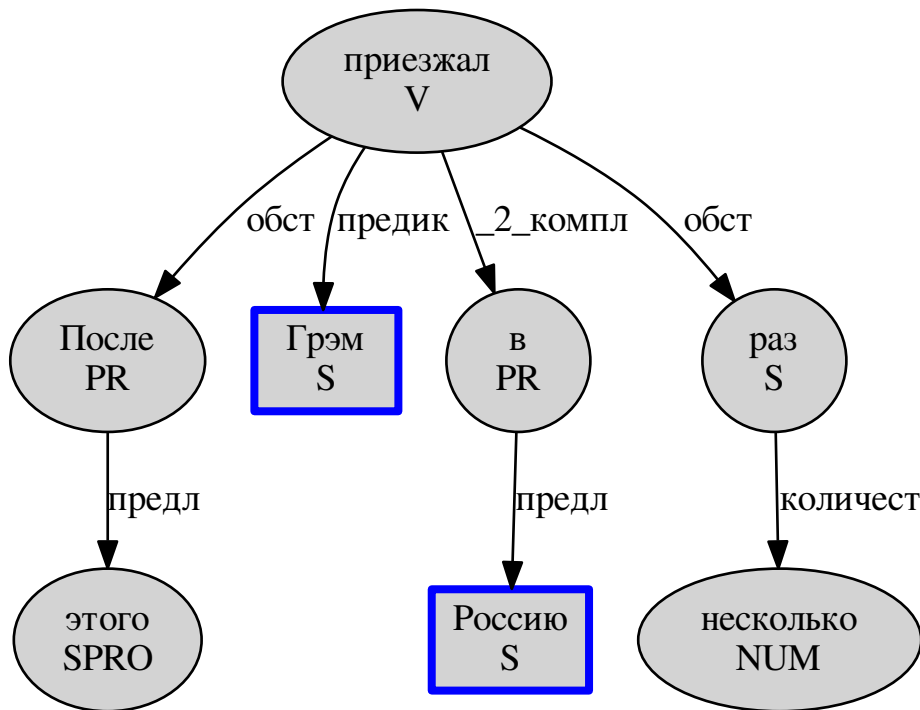 приезжал
V
обст
предик
_2_компл
обст
После
PR
Грэм
S
в
PR
раз
S
предл
предл
количест
этого
SPRO
Россию
S
несколько
NUM